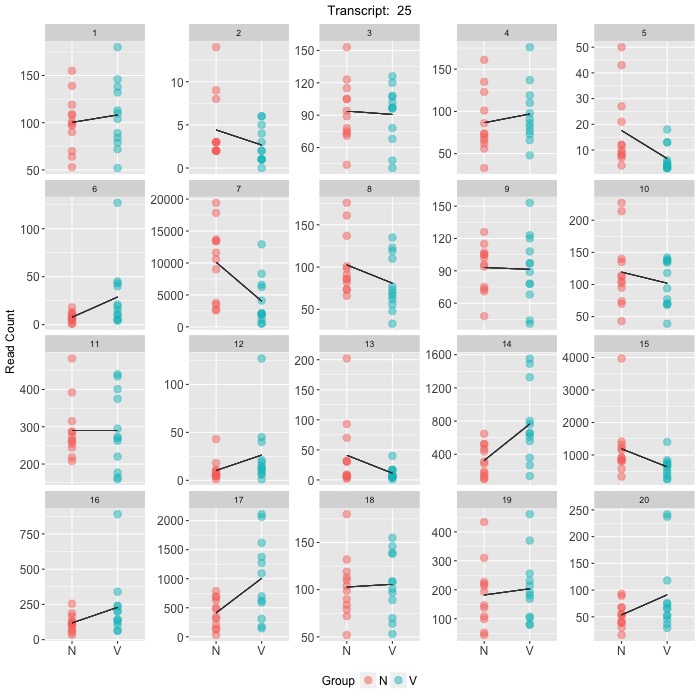 Transcript: 25
1 2 3 4 5
150 100 50
10 5 0
150 120 90 60
150 100 50
50 40 30 20 10
6 7 8 9 10
100 50 0
20000 15000 10000 5000 0
150 100 50
150 120 90 60
200 150 100 50
Read Count
11 12 13 14 15
400 300 200
100 50 0
200 150 100 50 0
1600 1200 800 400
4000 3000 2000 1000
16 17 18 19 20
750 500 250 0
2000 1500 1000 500 0
150 100 50
400 300 200 100
250 200 150 100 50
N V N V N V N V N V
Group N V